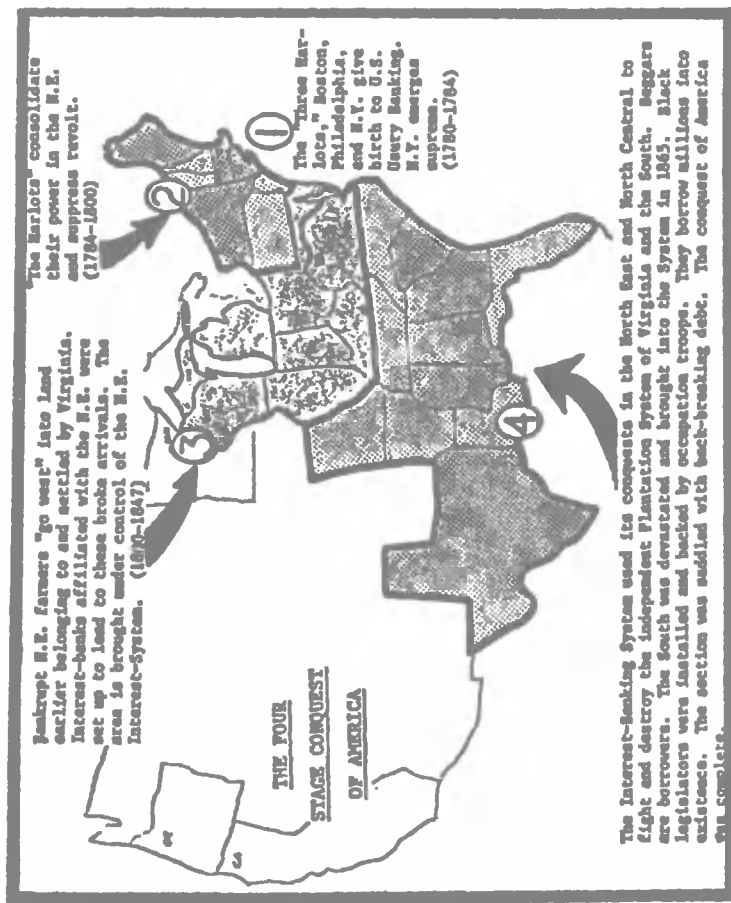 Bankrupt N.E. farmers "go west" into land
earlier belonging to and settled by Virginia.
Interest-banks affiliated with the N.E. were
set up to lend to these broke arrivals. The
area is brought under control of the N.E.
Interest-System. (1800-1847)
"The Harlots" consolidate
their power in the N.E.
and suppress revolt.
(1784-1800)
The "Three Har-
lots," Boston,
Philadelphia,
and N.Y. give
birth to U.S.
Usury Banking.
N.Y. emerges
supreme.
(1780-1784)
1
2
3
4
THE FOUR
STAGE CONQUEST
OF AMERICA
The Interest-Banking System used its conquests in the North East and North Central to
fight and destroy the independent Plantation System of Virginia and the South. Beggars
are borrowers. The South was devastated and brought into the System in 1865. Black
legislators were installed and backed by occupation troops. They borrow millions into
existence. The section was saddled with back-breaking debt. The conquest of America
was complete.